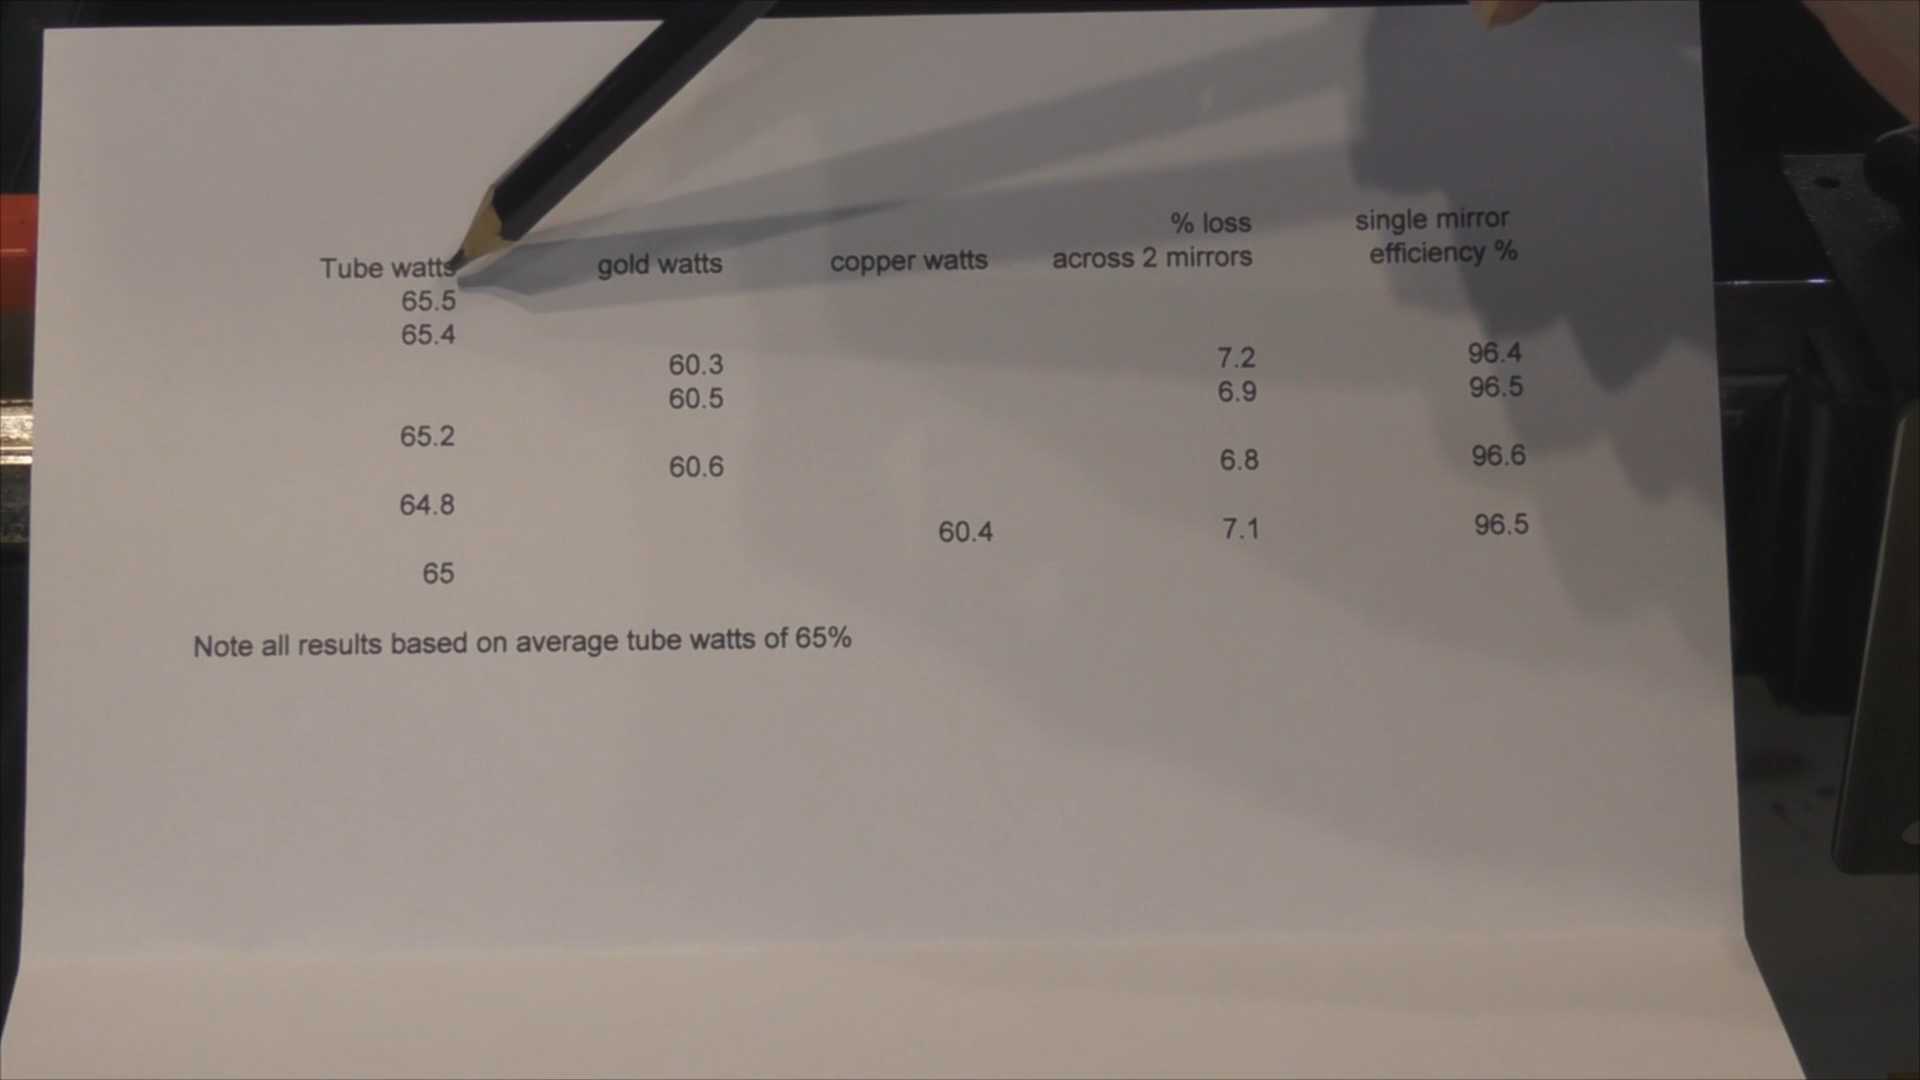 % loss single mirror
Tube watts gold watts copper watts across 2 mirrors efficiency %
65.5
65.4
60.3 7.2 96.4
60.5 6.9 96.5
65.2
60.6 6.8 96.6
64.8
60.4 7.1 96.5
65
Note all results based on average tube watts of 65%